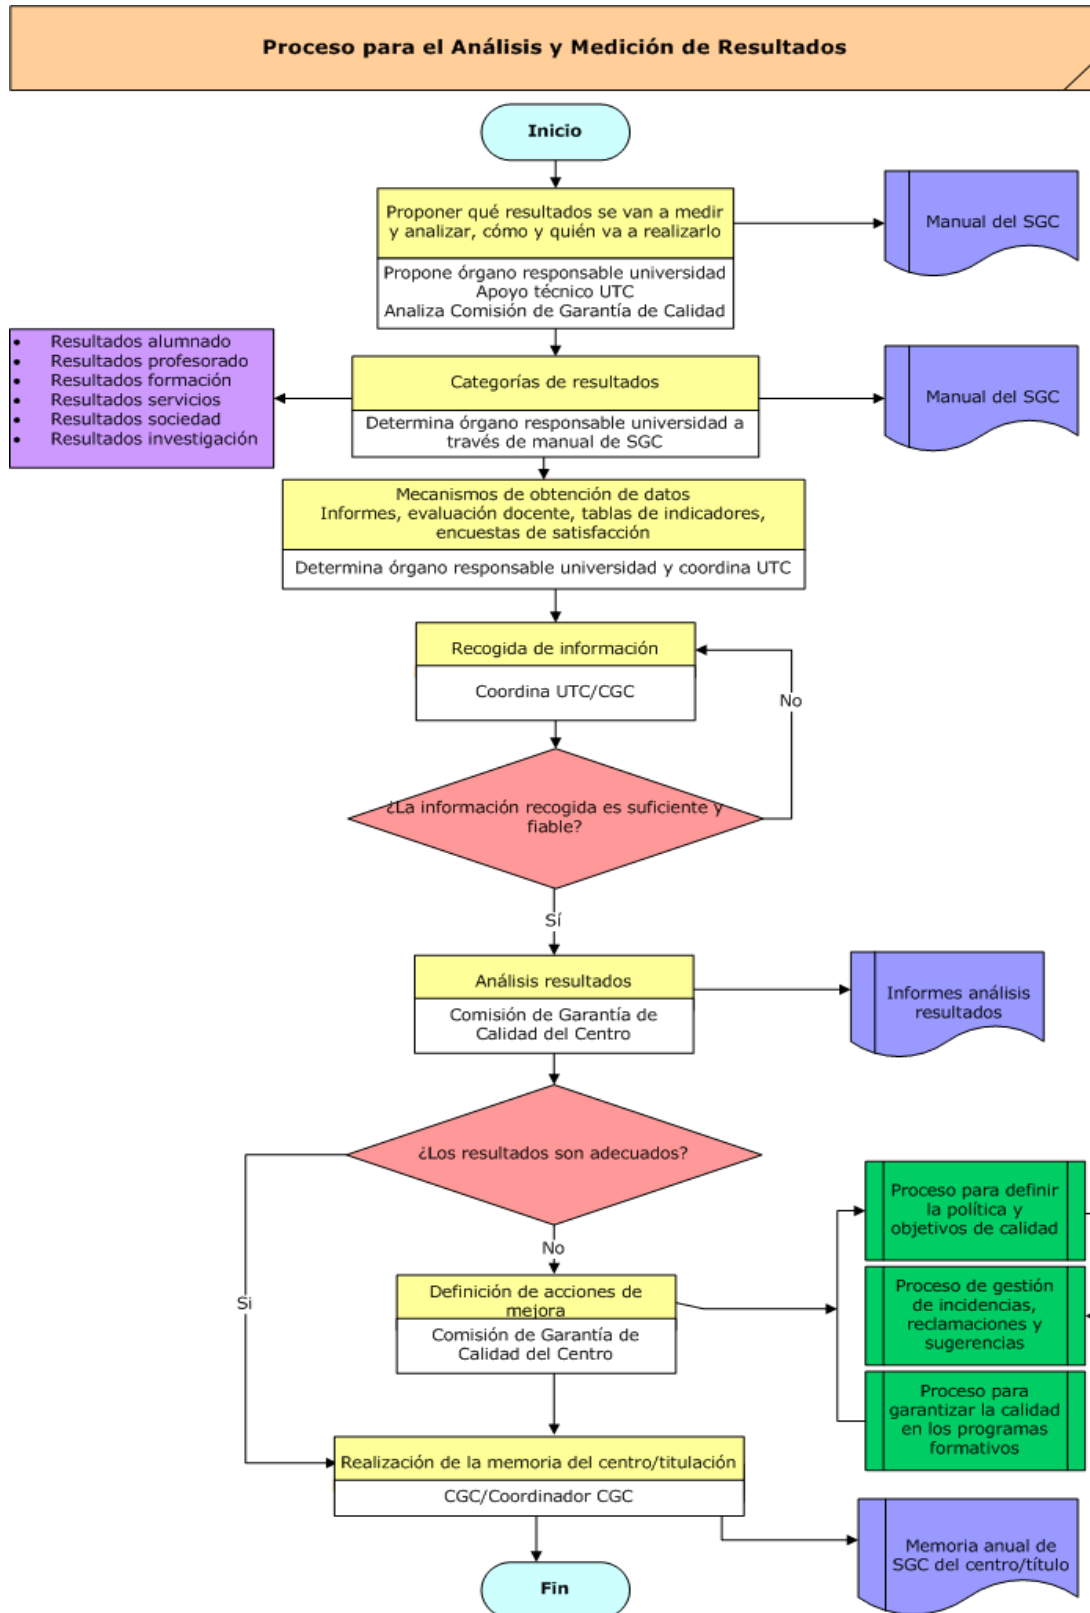 Proceso para el Análisis y Medición de Resultados
Inicio
Proponer qué resultados se van a medir
y analizar, cómo y quién va a realizarlo
Propone órgano responsable universidad
Apoyo técnico UTC
Analiza Comisión de Garantía de Calidad
Manual del SGC
• Resultados alumnado
• Resultados profesorado
• Resultados formación
• Resultados servicios
• Resultados sociedad
• Resultados investigación
Categorías de resultados
Determina órgano responsable universidad a
través de manual de SGC
Manual del SGC
Mecanismos de obtención de datos
Informes, evaluación docente, tablas de indicadores,
encuestas de satisfacción
Determina órgano responsable universidad y coordina UTC
Recogida de información
Coordina UTC/CGC
No
¿La información recogida es suficiente y
fiable?
Sí
Análisis resultados
Comisión de Garantía de
Calidad del Centro
Informes análisis
resultados
¿Los resultados son adecuados?
No
Si
Definición de acciones de
mejora
Comisión de Garantía de
Calidad del Centro
Proceso para definir
la política y
objetivos de calidad
Proceso de gestión
de incidencias,
reclamaciones y
sugerencias
Proceso para
garantizar la calidad
en los programas
formativos
Realización de la memoria del centro/titulación
CGC/Coordinador CGC
Memoria anual de
SGC del centro/título
Fin